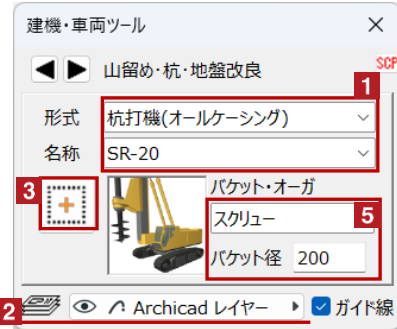 建機・車両ツール
山留め・杭・地盤改良
SCP
1
形式 杭打機(オールケーシング)
名称 SR-20
3
バケット・オーガ
スクリュー
5
バケット径 200
2
Archicad レイヤー
ガイド線